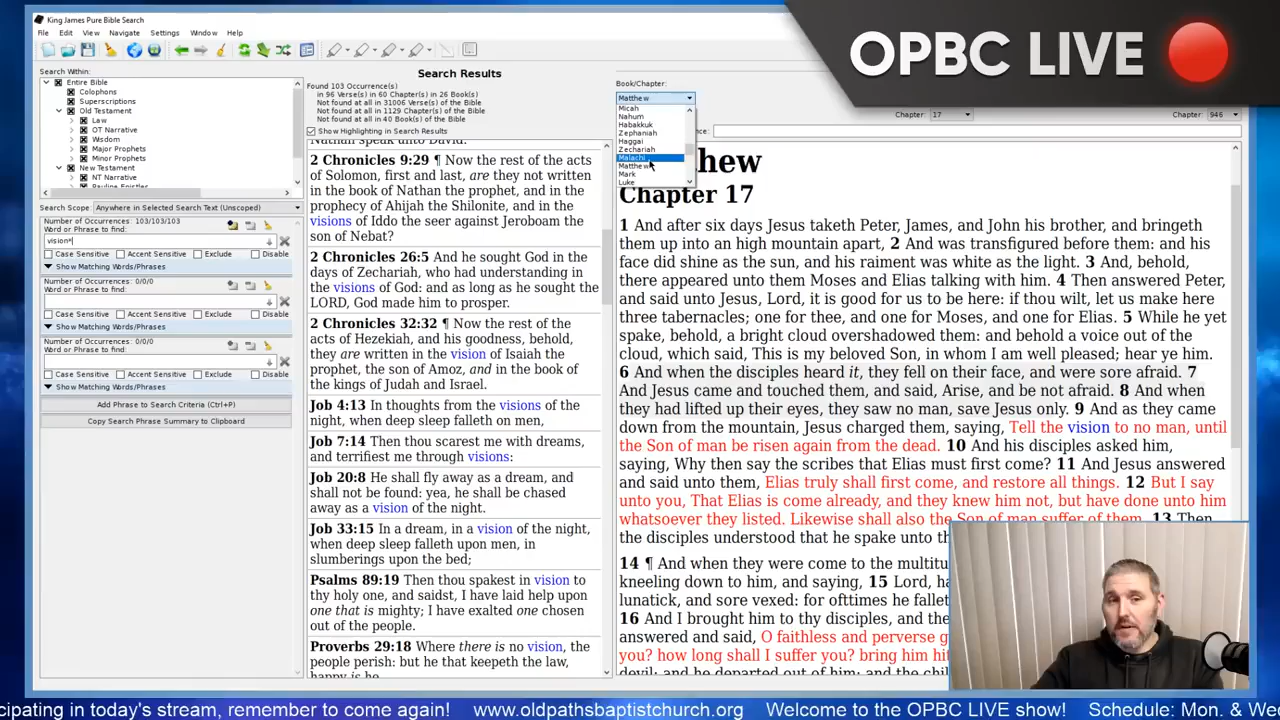 King James Pure Bible Search
OPBC LIVE
File Edit View Navigate Settings Window Help
Search Within:
Entire Bible
Colophons
Superscriptions
Old Testament
Law
OT Narrative
Wisdom
Major Prophets
Minor Prophets
New Testament
NT Narrative
Search Scope: Anywhere in Selected Search Text (Unscoped)
Number of Occurrences: 103/103/103
Word or Phrase to find:
vision*
Case Sensitive Accent Sensitive Exclude Disable
Show Matching Words/Phrases
Number of Occurrences: 0/0/0
Word or Phrase to find:
Case Sensitive Accent Sensitive Exclude Disable
Show Matching Words/Phrases
Number of Occurrences: 0/0/0
Word or Phrase to find:
Case Sensitive Accent Sensitive Exclude Disable
Show Matching Words/Phrases
Add Phrase to Search Criteria (Ctrl+P)
Copy Search Phrase Summary to Clipboard
Search Results
Found 103 Occurrence(s)
in 96 Verse(s) in 60 Chapter(s) in 26 Book(s)
Not found at all in 31006 Verse(s) of the Bible
Not found at all in 1129 Chapter(s) of the Bible
Not found at all in 40 Book(s) of the Bible
Show Highlighting in Search Results
Nathan speak unto David.
2 Chronicles 9:29 ¶ Now the rest of the acts
of Solomon, first and last, are they not written
in the book of Nathan the prophet, and in the
prophecy of Ahijah the Shilonite, and in the
visions of Iddo the seer against Jeroboam the
son of Nebat?
2 Chronicles 26:5 And he sought God in the
days of Zechariah, who had understanding in
the visions of God: and as long as he sought the
LORD, God made him to prosper.
2 Chronicles 32:32 ¶ Now the rest of the
acts of Hezekiah, and his goodness, behold,
they are written in the vision of Isaiah the
prophet, the son of Amoz, and in the book of
the kings of Judah and Israel.
Job 4:13 In thoughts from the visions of the
night, when deep sleep falleth on men,
Job 7:14 Then thou scarest me with dreams,
and terrifiest me through visions:
Job 20:8 He shall fly away as a dream, and
shall not be found: yea, he shall be chased
away as a vision of the night.
Job 33:15 In a dream, in a vision of the night,
when deep sleep falleth upon men, in
slumberings upon the bed;
Psalms 89:19 Then thou spakest in vision to
thy holy one, and saidst, I have laid help upon
one that is mighty; I have exalted one chosen
out of the people.
Proverbs 29:18 Where there is no vision, the
people perish: but he that keepeth the law,
happy is he.
Book/Chapter:
Matthew
Micah
Nahum
Habakkuk
Zephaniah
Haggai
Zechariah
Malachi
Matthew
Mark
Luke
Chapter: 17
Chapter: 946
Chapter 17
1 And after six days Jesus taketh Peter, James, and John his brother, and bringeth
them up into an high mountain apart, 2 And was transfigured before them: and his
face did shine as the sun, and his raiment was white as the light. 3 And, behold,
there appeared unto them Moses and Elias talking with him. 4 Then answered Peter,
and said unto Jesus, Lord, it is good for us to be here: if thou wilt, let us make here
three tabernacles; one for thee, and one for Moses, and one for Elias. 5 While he yet
spake, behold, a bright cloud overshadowed them: and behold a voice out of the
cloud, which said, This is my beloved Son, in whom I am well pleased; hear ye him.
6 And when the disciples heard it, they fell on their face, and were sore afraid. 7
And Jesus came and touched them, and said, Arise, and be not afraid. 8 And when
they had lifted up their eyes, they saw no man, save Jesus only. 9 And as they came
down from the mountain, Jesus charged them, saying, Tell the vision to no man, until
the Son of man be risen again from the dead. 10 And his disciples asked him,
saying, Why then say the scribes that Elias must first come? 11 And Jesus answered
and said unto them, Elias truly shall first come, and restore all things. 12 But I say
unto you, That Elias is come already, and they knew him not, but have done unto him
whatsoever they listed. Likewise shall also the Son of man suffer of them. 13 Then
the disciples understood that he spake unto
14 ¶ And when they were come to the
kneeling down to him, and saying, 15 Lord,
lunatick, and sore vexed: for ofttimes he
16 And I brought him to thy disciples
answered and said, O faithless and perverse
you? how long shall I suffer you? bring him
devil; and he departed out of him: and the
cipating in today's stream, remember to come again! www.oldpathsbaptistchurch.org Welcome to the OPBC LIVE show! Schedule: Mon. & We